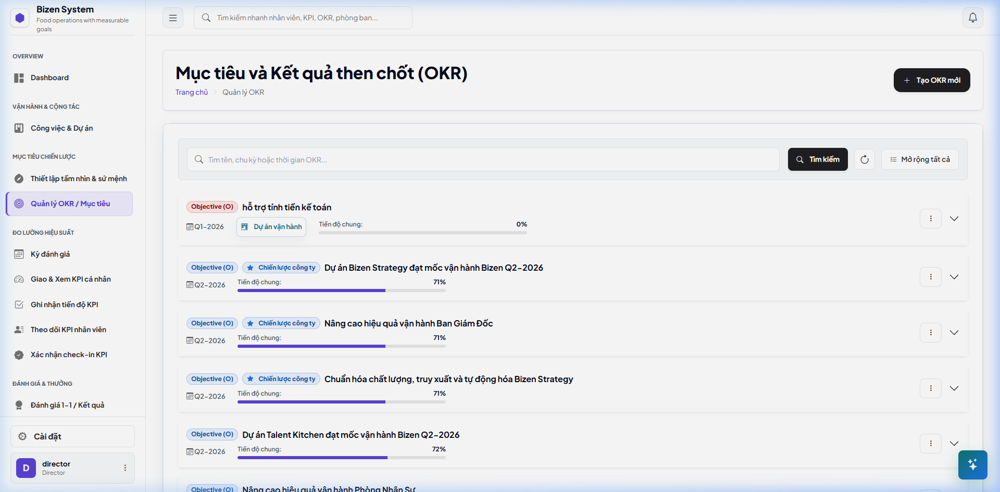 Bizen System
Food operations with measurable
goals
OVERVIEW
Dashboard
VẬN HÀNH & CỘNG TÁC
Công việc & Dự án
MỤC TIÊU CHIẾN LƯỢC
Thiết lập tầm nhìn & sứ mệnh
Quản lý OKR / Mục tiêu
ĐO LƯỜNG HIỆU SUẤT
Kỳ đánh giá
Giao & Xem KPI cá nhân
Ghi nhận tiến độ KPI
Theo dõi KPI nhân viên
Xác nhận check-in KPI
ĐÁNH GIÁ & THƯỞNG
Đánh giá 1-1 / Kết quả
Cài đặt
D
director
Director
Tìm kiếm nhanh nhân viên, KPI, OKR, phòng ban...
Mục tiêu và Kết quả then chốt (OKR)
Trang chủ
Quản lý OKR
Tạo OKR mới
Tìm tên, chu kỳ hoặc thời gian OKR...
Tìm kiếm
Mở rộng tất cả
Objective (O) hỗ trợ tính tiền kế toán
Q1-2026 Dự án vận hành Tiến độ chung: 0%
Objective (O) Chiến lược công ty Dự án Bizen Strategy đạt mốc vận hành Bizen Q2-2026
Q2-2026 Tiến độ chung: 71%
Objective (O) Chiến lược công ty Nâng cao hiệu quả vận hành Ban Giám Đốc
Q2-2026 Tiến độ chung: 71%
Objective (O) Chiến lược công ty Chuẩn hóa chất lượng, truy xuất và tự động hóa Bizen Strategy
Q2-2026 Tiến độ chung: 71%
Objective (O) Dự án Talent Kitchen đạt mốc vận hành Bizen Q2-2026
Q2-2026 Tiến độ chung: 72%
Objective (O) Nâng cao hiệu quả vận hành Phòng Nhân Sự